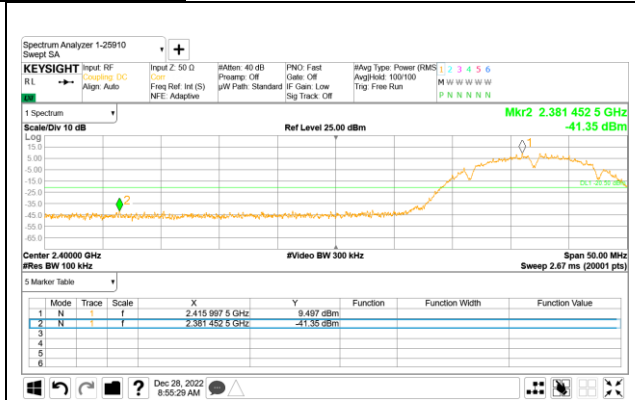 Spectrum Analyzer 1-25910
Swept SA
+
KEYSIGHT Input: RF Input Z: 50 Ω #Atten: 40 dB PNO: Fast #Avg Type: Power (RMS 1 2 3 4 5 6
RL Coupling: DC Corr Preamp: Off Gate: Off Avg|Hold: 100/100 M W W W W W
Align: Auto Freq Ref: Int (S) µW Path: Standard IF Gain: Low Trig: Free Run
NFE: Adaptive Sig Track: Off P N N N N N
1 Spectrum Mkr2 2.381 452 5 GHz
Scale/Div 10 dB Ref Level 25.00 dBm -41.35 dBm
Log
15.0
5.00
-5.00
-15.0
-25.0
-35.0
-45.0
-55.0
-65.0
1
2
Center 2.40000 GHz #Video BW 300 kHz Span 50.00 MHz
#Res BW 100 kHz Sweep 2.67 ms (20001 pts)
5 Marker Table
Mode Trace Scale X Y Function Function Width Function Value
1 N 1 f 2.415 997 5 GHz 9.497 dBm
2 N 1 f 2.381 452 5 GHz -41.35 dBm
3
4
5
6
? Dec 28, 2022
8:55:29 AM